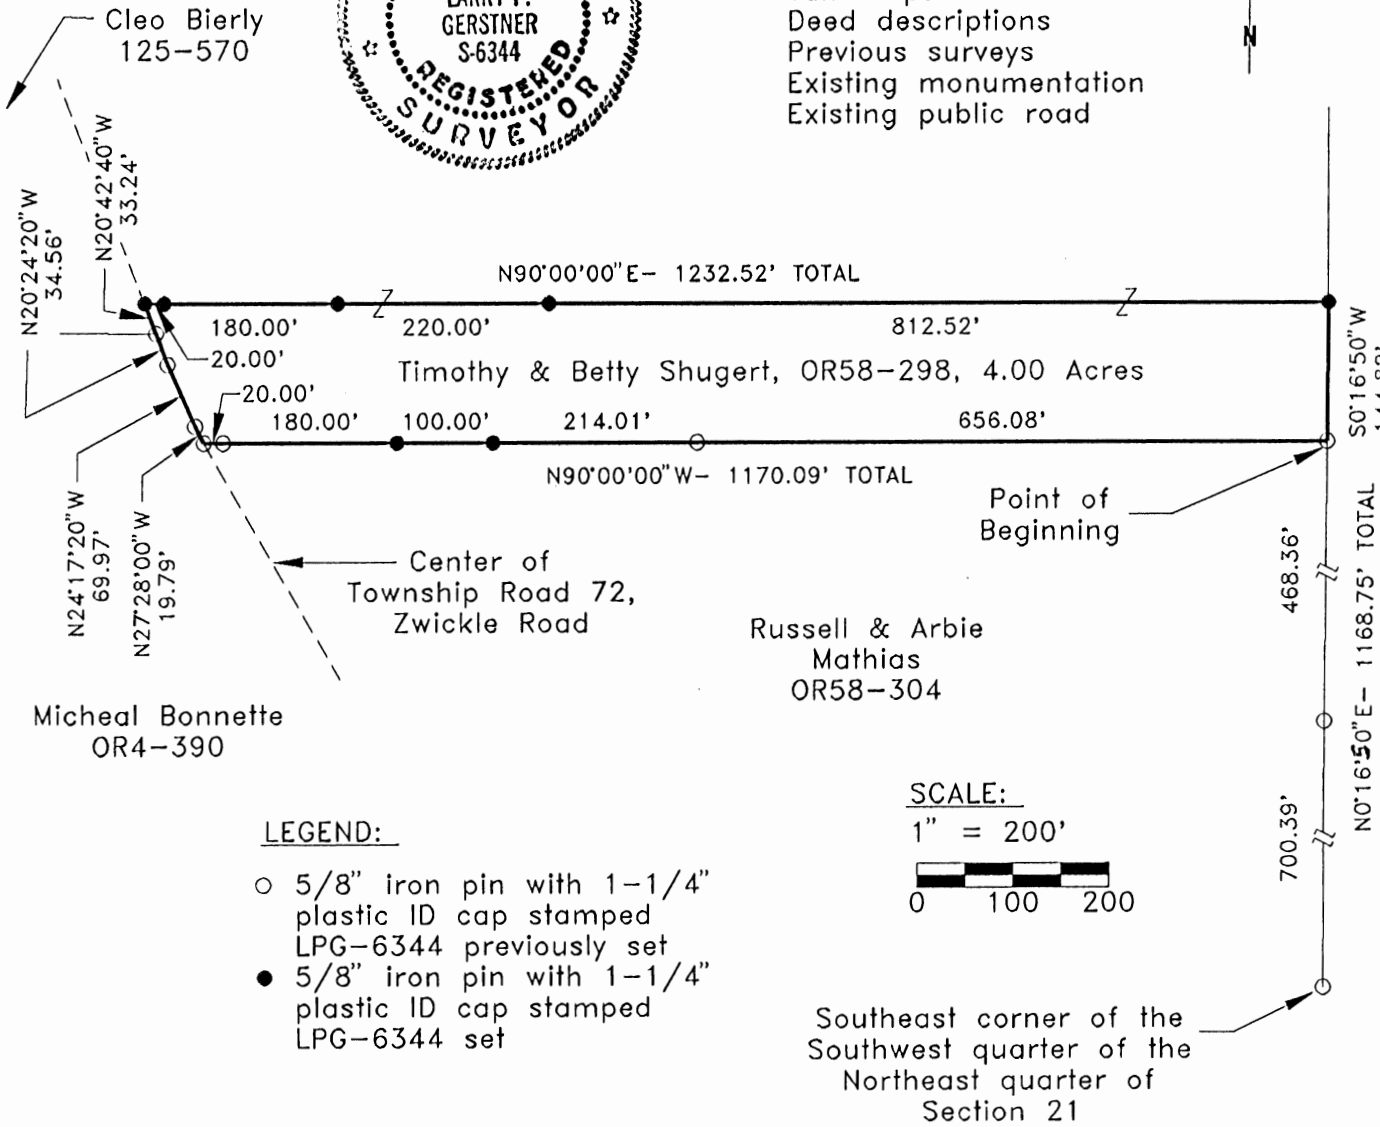 Cleo Bierly
125-570
GERSTNER
S-6344
REGISTERED
SURVEYOR
Deed descriptions
Previous surveys
Existing monumentation
Existing public road
N
N20°42'40"W
33.24'
N20°24'20"W
34.56'
N90°00'00"E- 1232.52' TOTAL
180.00'
220.00'
812.52'
20.00'
Timothy & Betty Shugert, OR58-298, 4.00 Acres
20.00'
180.00'
100.00'
214.01'
656.08'
N90°00'00"W- 1170.09' TOTAL
S0°16'50"W
N24°17'20"W
69.97'
N27°28'00"W
19.79'
Point of
Beginning
Center of
Township Road 72,
Zwickle Road
468.36'
N0°16'50"E- 1168.75' TOTAL
700.39'
Russell & Arbie
Mathias
OR58-304
Micheal Bonnette
OR4-390
SCALE:
1" = 200'
0 100 200
LEGEND:
5/8" iron pin with 1-1/4"
plastic ID cap stamped
LPG-6344 previously set
5/8" iron pin with 1-1/4"
plastic ID cap stamped
LPG-6344 set
Southeast corner of the
Southwest quarter of the
Northeast quarter of
Section 21